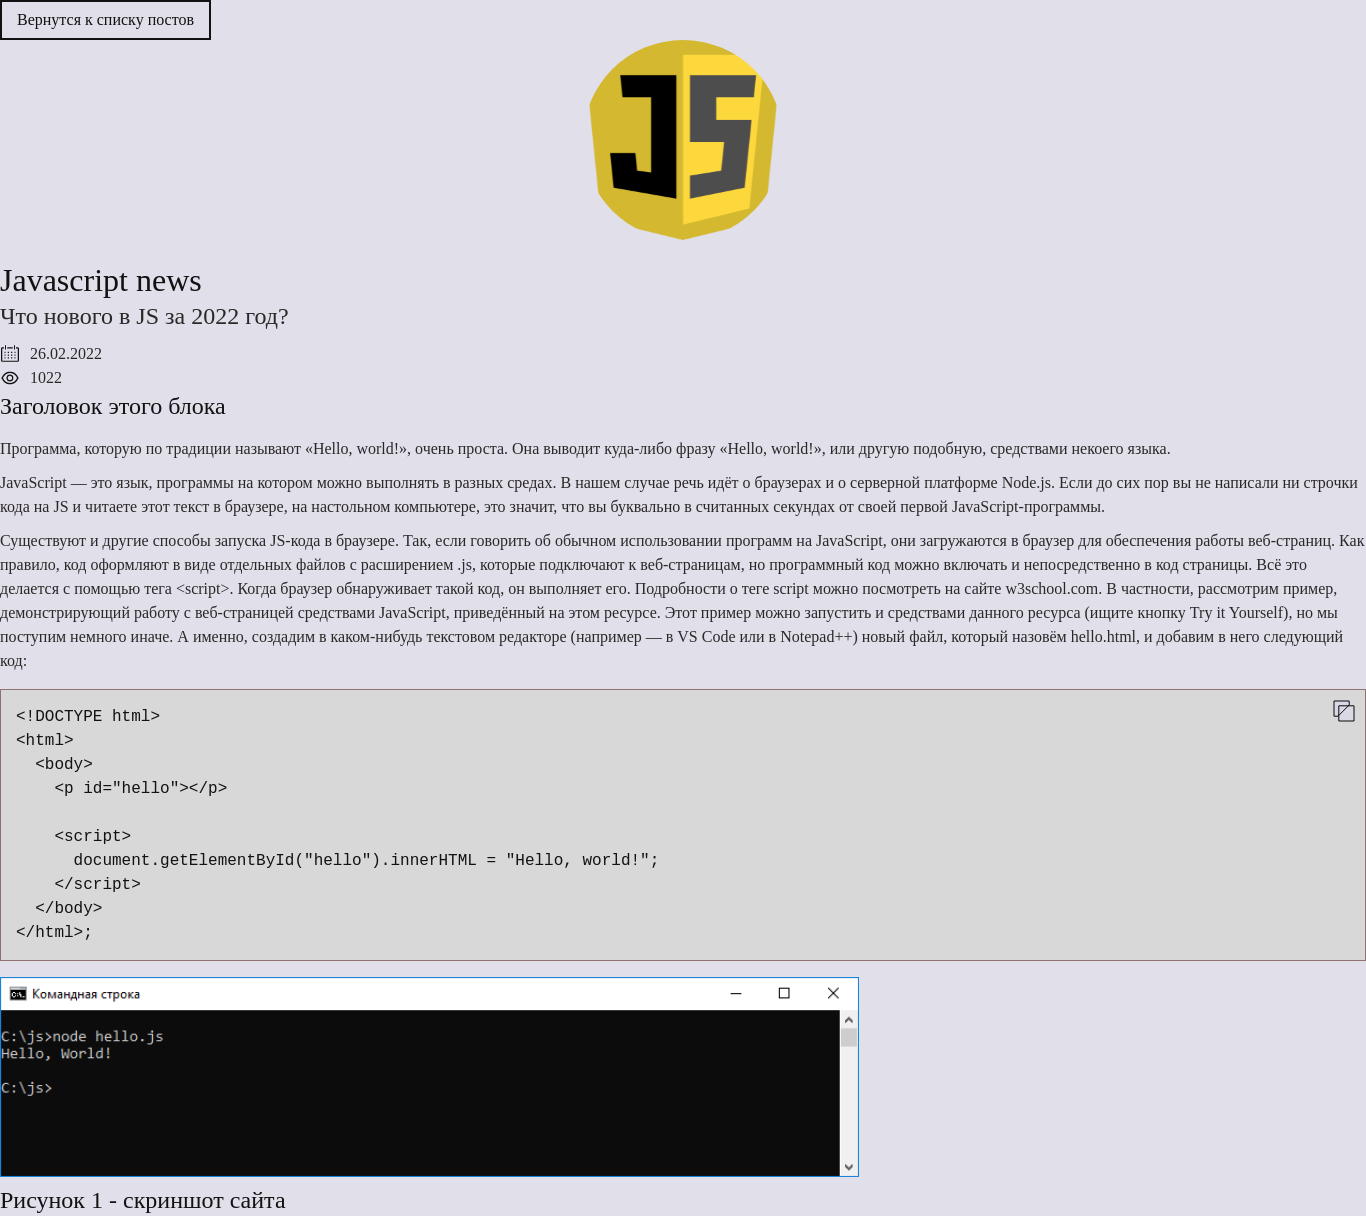 Вернутся к списку постов
JS
Javascript news
Что нового в JS за 2022 год?
26.02.2022
1022
Заголовок этого блока
Программа, которую по традиции называют «Hello, world!», очень проста. Она выводит куда-либо фразу «Hello, world!», или другую подобную, средствами некоего языка.
JavaScript — это язык, программы на котором можно выполнять в разных средах. В нашем случае речь идёт о браузерах и о серверной платформе Node.js. Если до сих пор вы не написали ни строчки
кода на JS и читаете этот текст в браузере, на настольном компьютере, это значит, что вы буквально в считанных секундах от своей первой JavaScript-программы.
Существуют и другие способы запуска JS-кода в браузере. Так, если говорить об обычном использовании программ на JavaScript, они загружаются в браузер для обеспечения работы веб-страниц. Как
правило, код оформляют в виде отдельных файлов с расширением .js, которые подключают к веб-страницам, но программный код можно включать и непосредственно в код страницы. Всё это
делается с помощью тега <script>. Когда браузер обнаруживает такой код, он выполняет его. Подробности о теге script можно посмотреть на сайте w3school.com. В частности, рассмотрим пример,
демонстрирующий работу с веб-страницей средствами JavaScript, приведённый на этом ресурсе. Этот пример можно запустить и средствами данного ресурса (ищите кнопку Try it Yourself), но мы
поступим немного иначе. А именно, создадим в каком-нибудь текстовом редакторе (например — в VS Code или в Notepad++) новый файл, который назовём hello.html, и добавим в него следующий
код:
<!DOCTYPE html>
<html>
  <body>
    <p id="hello"></p>
    <script>
      document.getElementById("hello").innerHTML = "Hello, world!";
    </script>
  </body>
</html>;
Командная строка
C:\js>node hello.js
Hello, World!
C:\js>
Рисунок 1 - скриншот сайта